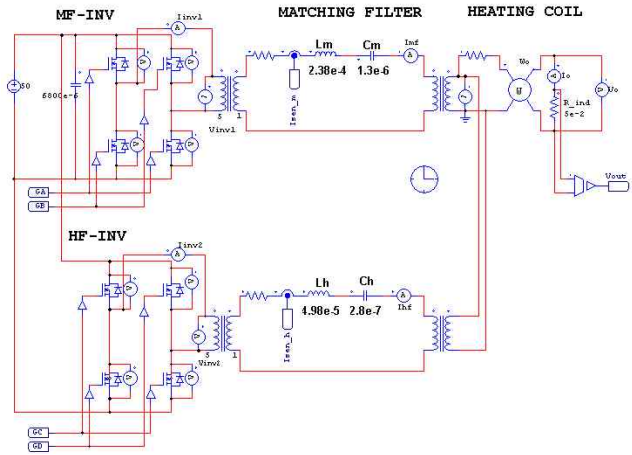 MF-INV
MATCHING FILTER
HEATING COIL
Iinv1
A
Lm
2.38e-4
Cm
1.3e-6
Imf
A
Wo
g
Io
Uo
50
6800e-6
R_ind
5e-2
Isen_m
Vinv1
5
1
Vout
GA
GB
HF-INV
Iinv2
A
Lh
4.98e-5
Ch
2.8e-7
A
Ihf
Isen_h
Vinv2
5
1
GC
GD